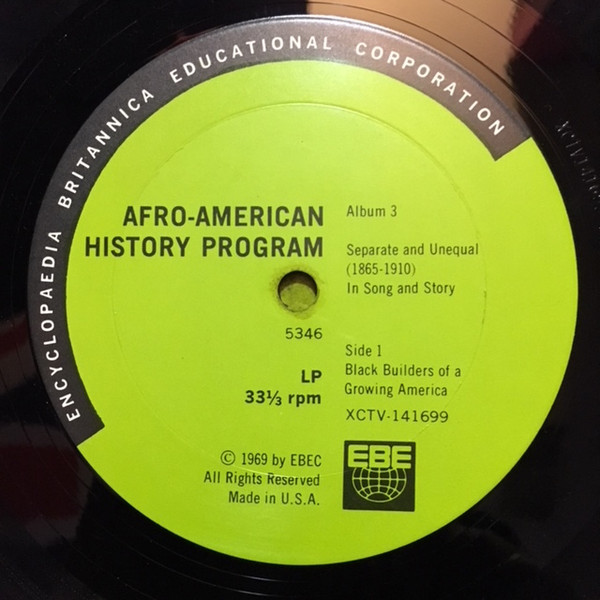 ENCYCLOPAEDIA BRITANNICA EDUCATIONAL CORPORATION
AFRO-AMERICAN
HISTORY PROGRAM
Album 3
Separate and Unequal
(1865-1910)
In Song and Story
5346
LP
33⅓ rpm
Side 1
Black Builders of a
Growing America
XCTV-141699
© 1969 by EBEC
All Rights Reserved
Made in U.S.A.
EBE